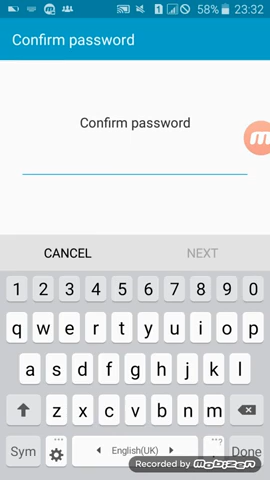 58% 23:32
Confirm password
Confirm password
CANCEL NEXT
1 2 3 4 5 6 7 8 9 0
q w e r t y u i o p
a s d f g h j k l
z x c v b n m
Sym English(UK) Done
Recorded by mobizen